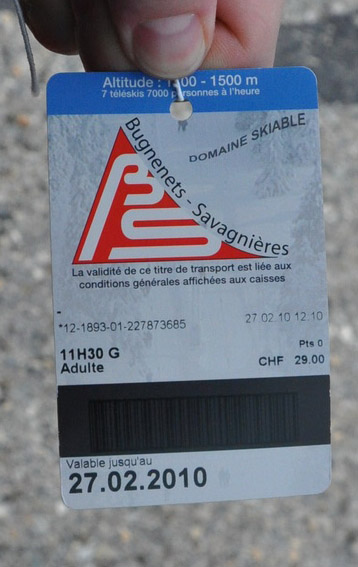 Altitude : 1100 - 1500 m
7 téléskis 7000 personnes à l'heure
DOMAINE SKIABLE
Bugnenets - Savagnières
La validité de ce titre de transport est liée aux
conditions générales affichées aux caisses
-
*12-1893-01-227873685 27 02 10 12:10
11H30 G Pts 0
Adulte CHF 29.00
Valable jusqu'au
27.02.2010